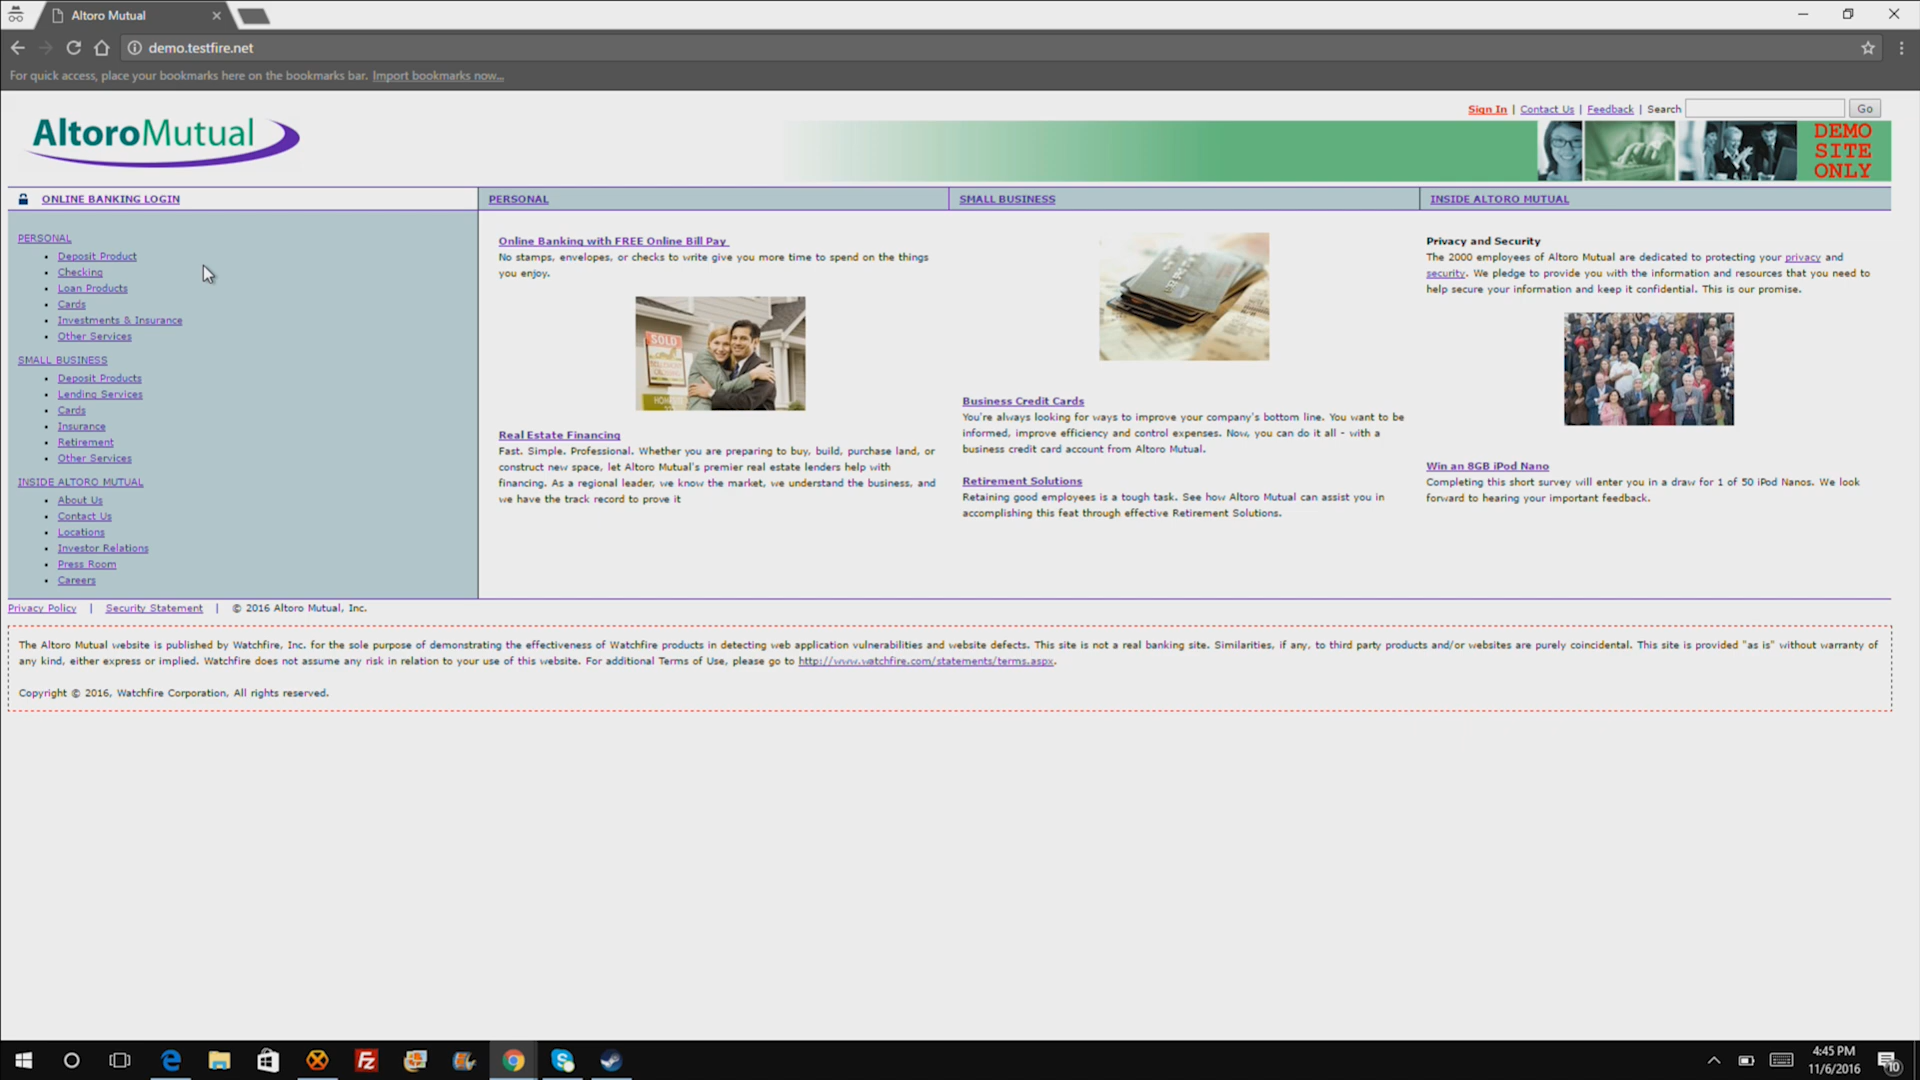 Altoro Mutual
demo.testfire.net
For quick access, place your bookmarks here on the bookmarks bar. Import bookmarks now...
Sign In | Contact Us | Feedback | Search Go
AltoroMutual
DEMO
SITE
ONLY
ONLINE BANKING LOGIN
PERSONAL
SMALL BUSINESS
INSIDE ALTORO MUTUAL
PERSONAL
Deposit Product
Checking
Loan Products
Cards
Investments & Insurance
Other Services
SMALL BUSINESS
Deposit Products
Lending Services
Cards
Insurance
Retirement
Other Services
INSIDE ALTORO MUTUAL
About Us
Contact Us
Locations
Investor Relations
Press Room
Careers
Online Banking with FREE Online Bill Pay
No stamps, envelopes, or checks to write give you more time to spend on the things
you enjoy.
SOLD
Real Estate Financing
Fast. Simple. Professional. Whether you are preparing to buy, build, purchase land, or
construct new space, let Altoro Mutual's premier real estate lenders help with
financing. As a regional leader, we know the market, we understand the business, and
we have the track record to prove it
Business Credit Cards
You're always looking for ways to improve your company's bottom line. You want to be
informed, improve efficiency and control expenses. Now, you can do it all - with a
business credit card account from Altoro Mutual.
Retirement Solutions
Retaining good employees is a tough task. See how Altoro Mutual can assist you in
accomplishing this feat through effective Retirement Solutions.
Privacy and Security
The 2000 employees of Altoro Mutual are dedicated to protecting your privacy and
security. We pledge to provide you with the information and resources that you need to
help secure your information and keep it confidential. This is our promise.
Win an 8GB iPod Nano
Completing this short survey will enter you in a draw for 1 of 50 iPod Nanos. We look
forward to hearing your important feedback.
Privacy Policy | Security Statement | © 2016 Altoro Mutual, Inc.
The Altoro Mutual website is published by Watchfire, Inc. for the sole purpose of demonstrating the effectiveness of Watchfire products in detecting web application vulnerabilities and website defects. This site is not a real banking site. Similarities, if any, to third party products and/or websites are purely coincidental. This site is provided "as is" without warranty of
any kind, either express or implied. Watchfire does not assume any risk in relation to your use of this website. For additional Terms of Use, please go to http://www.watchfire.com/statements/terms.aspx.
Copyright © 2016, Watchfire Corporation, All rights reserved.
4:45 PM
11/6/2016
10